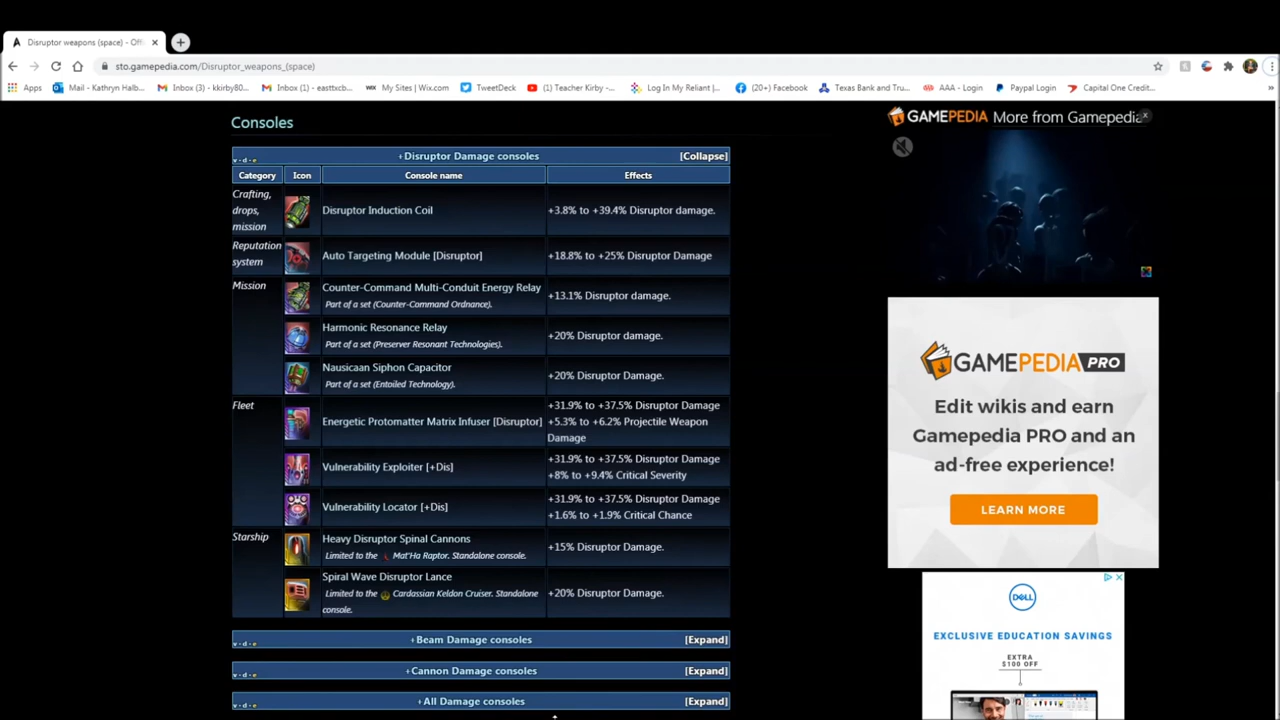 Disruptor weapons (space) - Offi
sto.gamepedia.com/Disruptor_weapons_(space)
Apps
Mail - Kathryn Halb...
Inbox (3) - kkirby80...
Inbox (1) - easttxcb...
WIX My Sites | Wix.com
TweetDeck
(1) Teacher Kirby -...
Log In My Reliant |...
(20+) Facebook
Texas Bank and Tru...
AAA - Login
Paypal Login
Capital One Credit...
»
Consoles
v · d · e
+Disruptor Damage consoles
[Collapse]
Category Icon Console name Effects
Crafting,
drops,
mission
Disruptor Induction Coil
+3.8% to +39.4% Disruptor damage.
Reputation
system
Auto Targeting Module [Disruptor]
+18.8% to +25% Disruptor Damage
Mission
Counter-Command Multi-Conduit Energy Relay
Part of a set (Counter-Command Ordnance).
+13.1% Disruptor damage.
Harmonic Resonance Relay
Part of a set (Preserver Resonant Technologies).
+20% Disruptor damage.
Nausicaan Siphon Capacitor
Part of a set (Entoiled Technology).
+20% Disruptor Damage.
Fleet
Energetic Protomatter Matrix Infuser [Disruptor]
+31.9% to +37.5% Disruptor Damage
+5.3% to +6.2% Projectile Weapon
Damage
Vulnerability Exploiter [+Dis]
+31.9% to +37.5% Disruptor Damage
+8% to +9.4% Critical Severity
Vulnerability Locator [+Dis]
+31.9% to +37.5% Disruptor Damage
+1.6% to +1.9% Critical Chance
Starship
Heavy Disruptor Spinal Cannons
Limited to the Mat'Ha Raptor. Standalone console.
+15% Disruptor Damage.
Spiral Wave Disruptor Lance
Limited to the Cardassian Keldon Cruiser. Standalone
console.
+20% Disruptor Damage.
v · d · e
+Beam Damage consoles
[Expand]
v · d · e
+Cannon Damage consoles
[Expand]
v · d · e
+All Damage consoles
[Expand]
GAMEPEDIA More from Gamepedia
GAMEPEDIA PRO
Edit wikis and earn
Gamepedia PRO and an
ad-free experience!
LEARN MORE
DELL
EXCLUSIVE EDUCATION SAVINGS
EXTRA
$100 OFF